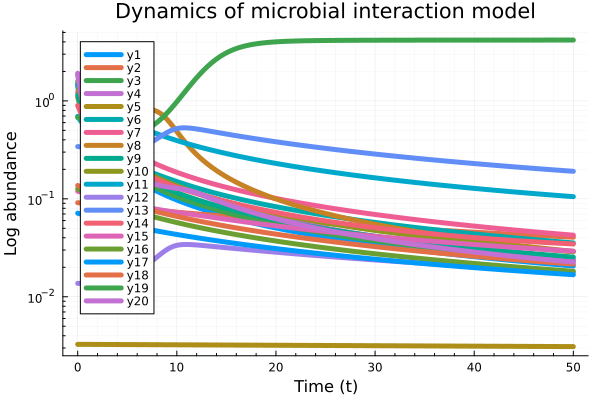 Dynamics of microbial interaction model
Log abundance
10⁰
10⁻¹
10⁻²
y1
y2
y3
y4
y5
y6
y7
y8
y9
y10
y11
y12
y13
y14
y15
y16
y17
y18
y19
y20
0 10 20 30 40 50
Time (t)